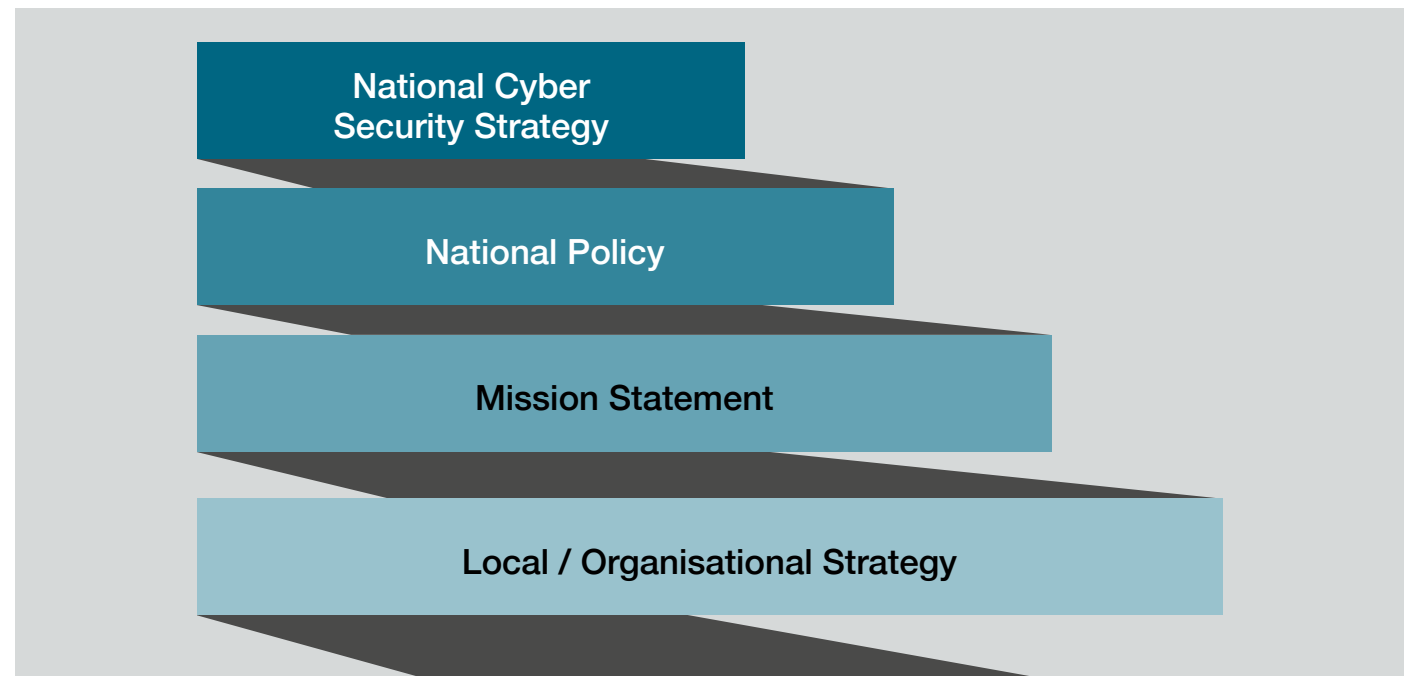 National Cyber
Security Strategy
National Policy
Mission Statement
Local / Organisational Strategy